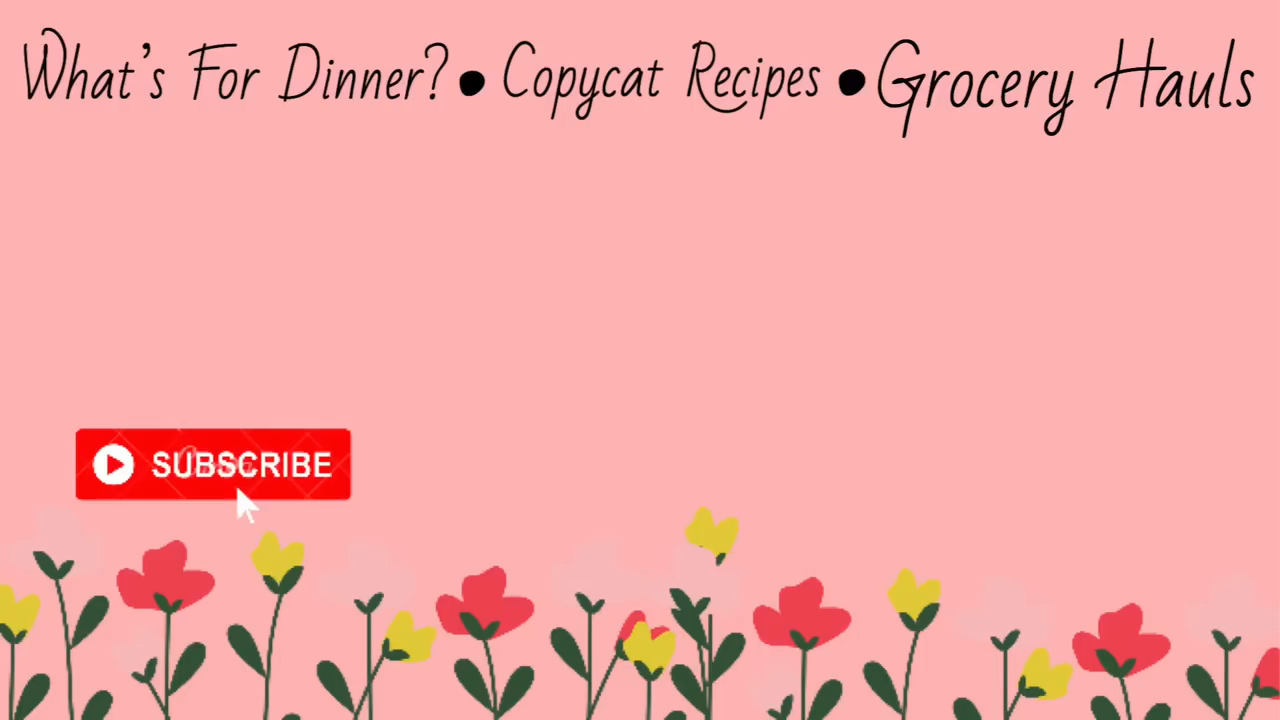 What's For Dinner? • Copycat Recipes • Grocery Hauls
SUBSCRIBE